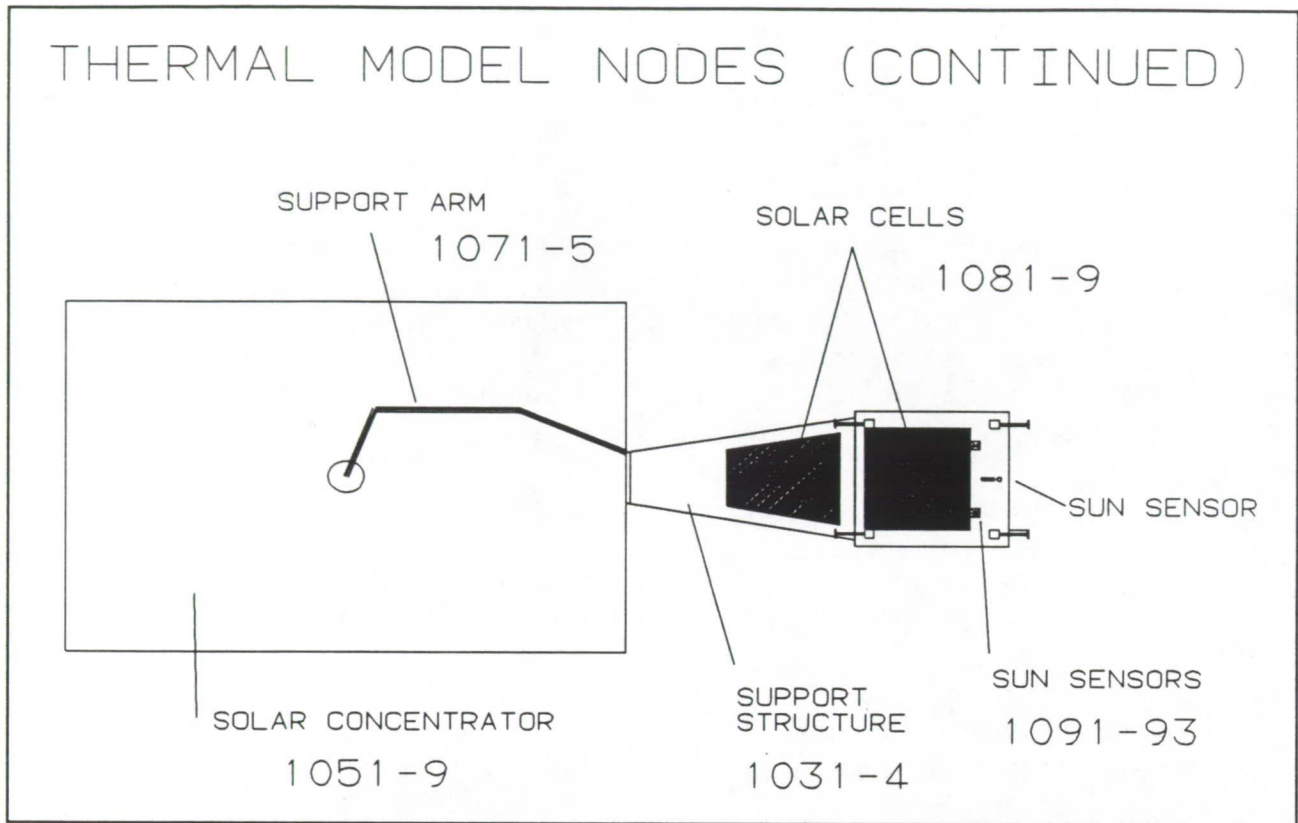 THERMAL MODEL NODES (CONTINUED)
SUPPORT ARM
1071-5
SOLAR CELLS
1081-9
SUN SENSOR
SUN SENSORS
1091-93
SUPPORT
STRUCTURE
1031-4
SOLAR CONCENTRATOR
1051-9